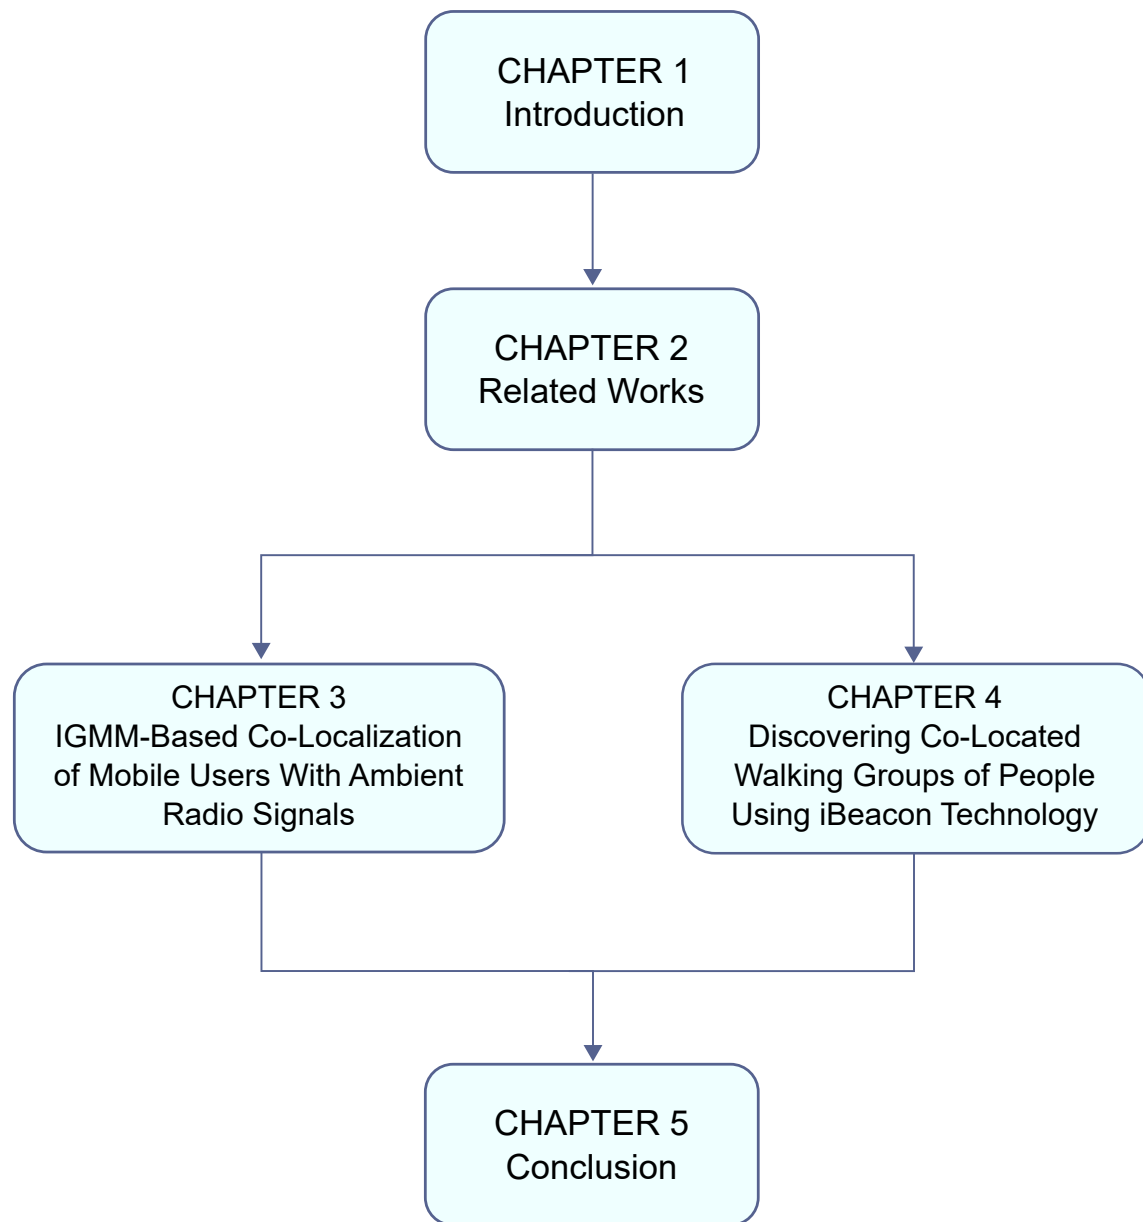 CHAPTER 1
Introduction
CHAPTER 2
Related Works
CHAPTER 3
IGMM-Based Co-Localization
of Mobile Users With Ambient
Radio Signals
CHAPTER 4
Discovering Co-Located
Walking Groups of People
Using iBeacon Technology
CHAPTER 5
Conclusion